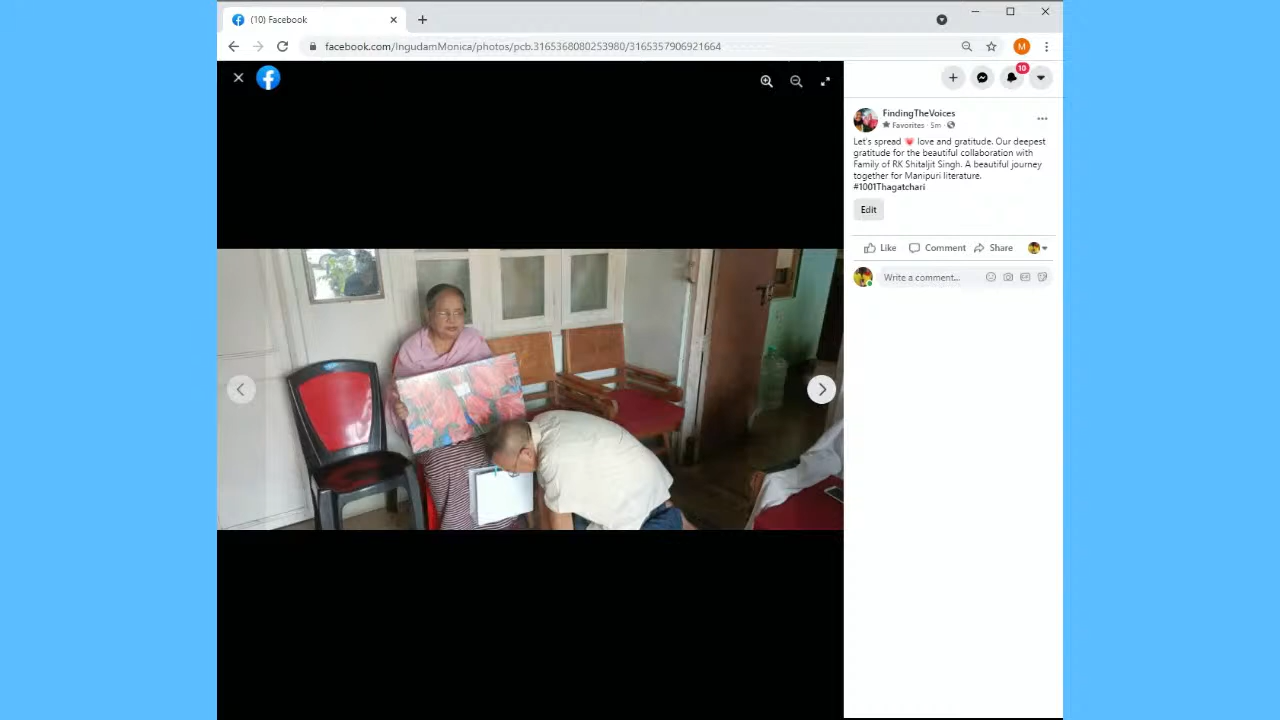 (10) Facebook
facebook.com/IngudamMonica/photos/pcb.3165368080253980/3165357906921664
M
10
FindingTheVoices
Favorites · 5m ·
Let's spread love and gratitude. Our deepest
gratitude for the beautiful collaboration with
Family of RK Shitaljit Singh. A beautiful journey
together for Manipuri literature.
#1001Thagatchari
Edit
Like Comment Share
Write a comment...